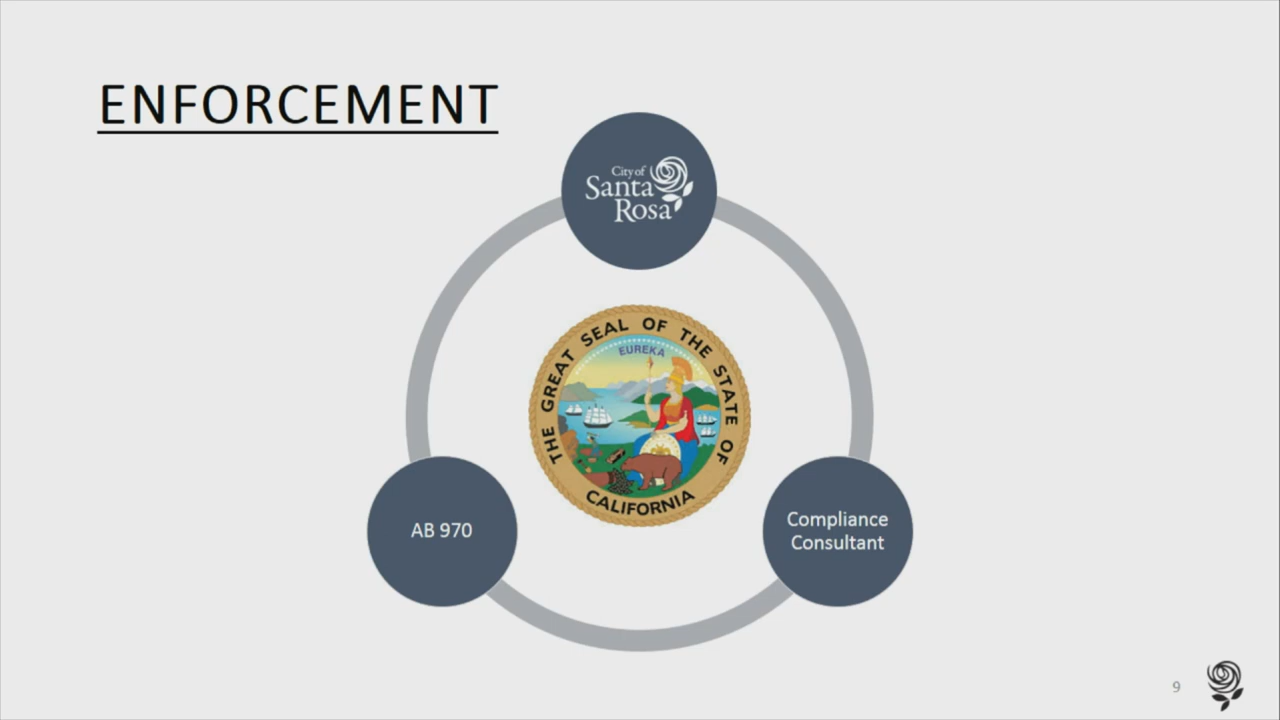 ENFORCEMENT
City of
Santa
Rosa
THE GREAT SEAL OF THE STATE OF
EUREKA
CALIFORNIA
AB 970
Compliance
Consultant
9